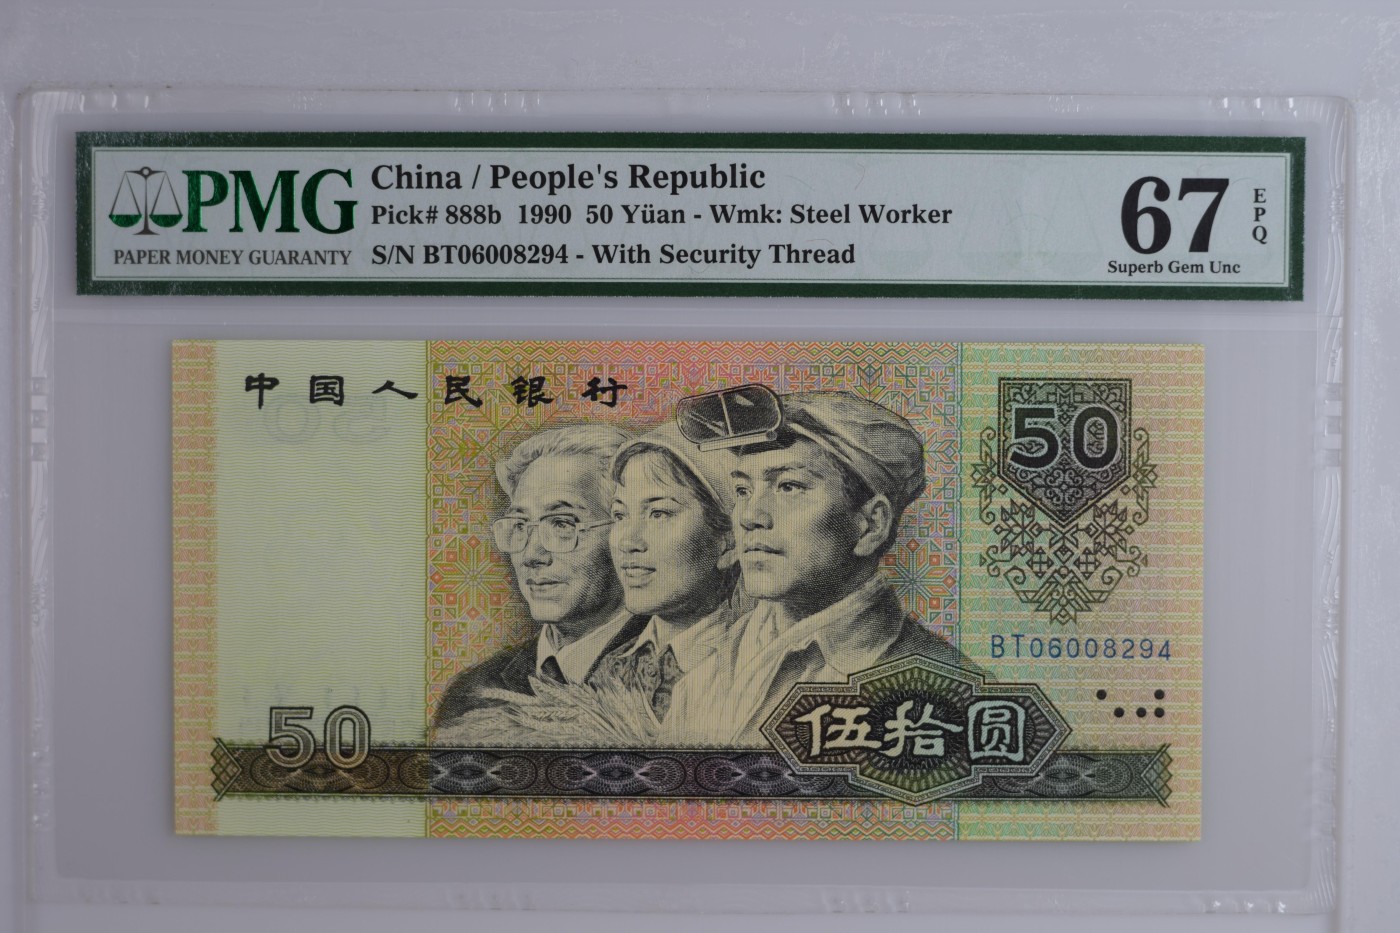 PMG
PAPER MONEY GUARANTY
China / People's Republic
Pick# 888b 1990 50 Yüan - Wmk: Steel Worker
S/N BT06008294 - With Security Thread
67
EPQ
Superb Gem Unc
中国人民银行
50
BT06008294
50
伍拾圆